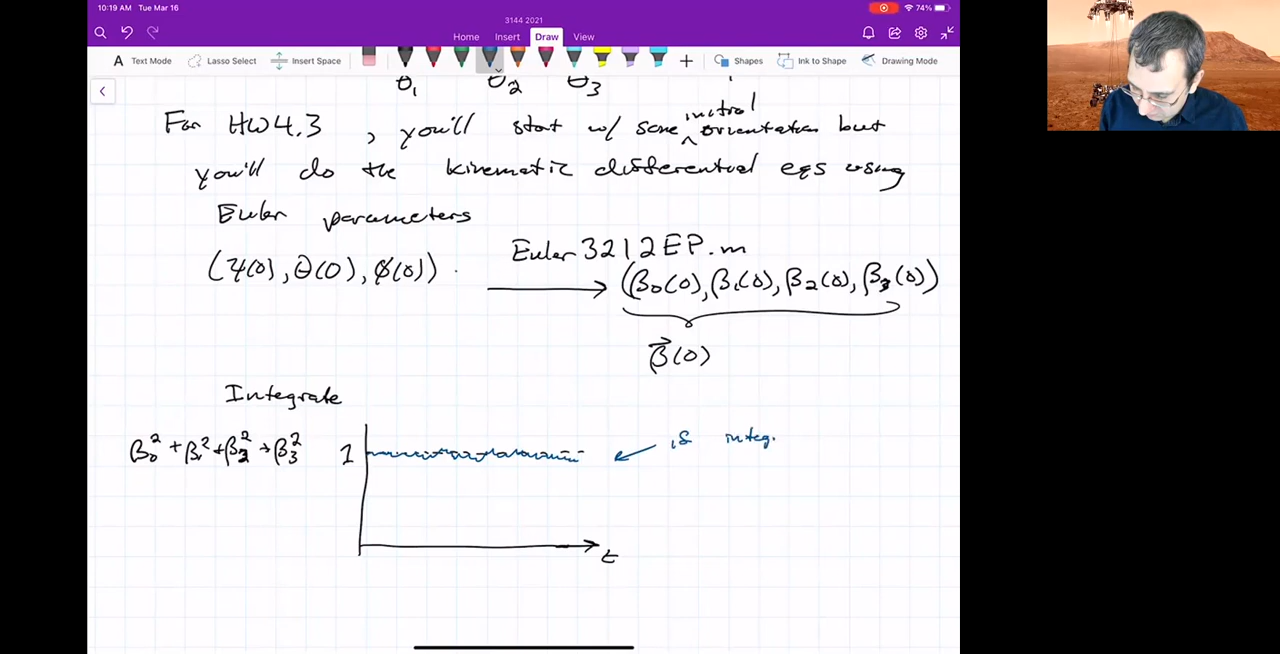 10:19 AM Tue Mar 16
74%
3144 2021
Home Insert Draw View
Text Mode Lasso Select Insert Space Shapes Ink to Shape Drawing Mode
θ₁ θ₂ θ₃
For HW4.3, you'll start w/ some initial orientation but
you'll do the kinematic differential eqs using
Euler parameters
Euler3212EP.m
(ψ(0), θ(0), φ(0)) → (β₀(0), β₁(0), β₂(0), β₃(0))
β⃗(0)
Integrate
β₀² + β₁² + β₂² + β₃² 1 ← if integ.
t